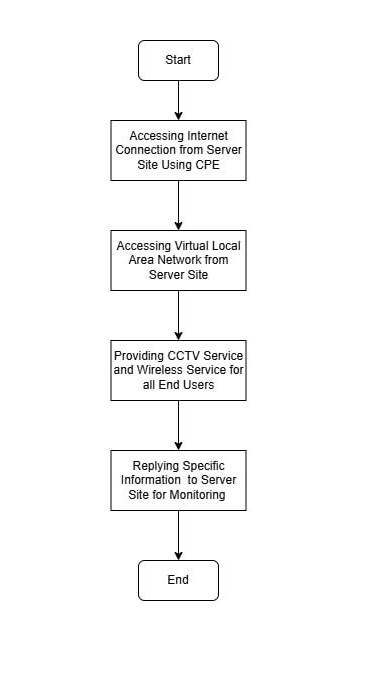 Start
Accessing Internet
Connection from Server
Site Using CPE
Accessing Virtual Local
Area Network from
Server Site
Providing CCTV Service
and Wireless Service for
all End Users
Replying Specific
Information  to Server
Site for Monitoring
End